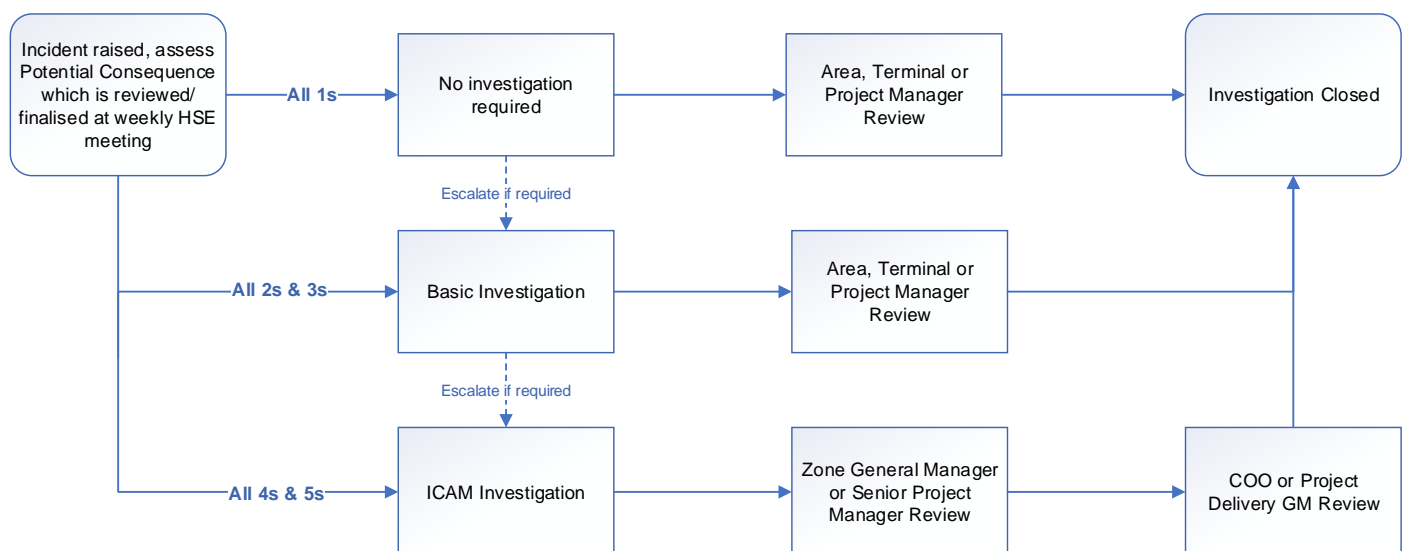 Incident raised, assess
Potential Consequence
which is reviewed/
finalised at weekly HSE
meeting
All 1s
No investigation
required
Area, Terminal or
Project Manager
Review
Investigation Closed
Escalate if required
All 2s & 3s
Basic Investigation
Area, Terminal or
Project Manager
Review
Escalate if required
All 4s & 5s
ICAM Investigation
Zone General Manager
or Senior Project
Manager Review
COO or Project
Delivery GM Review